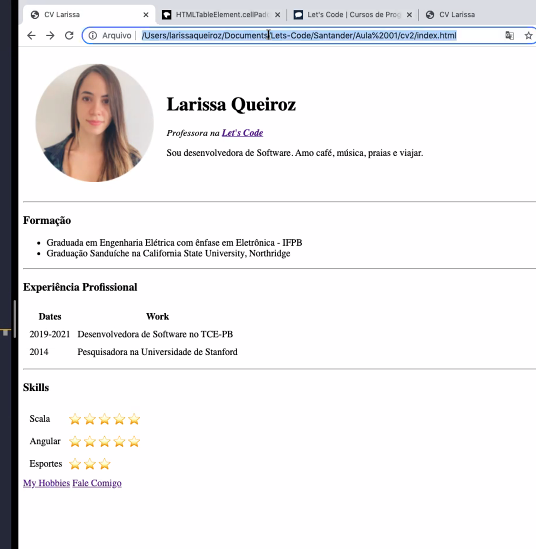 CV Larissa
HTMLTableElement.cellPad
Let's Code | Cursos de Prog
CV Larissa
Arquivo | /Users/larissaqueiroz/Documents/Lets-Code/Santander/Aula%2001/cv2/index.html
Larissa Queiroz
Professora na Let's Code
Sou desenvolvedora de Software. Amo café, música, praias e viajar.
Formação
Graduada em Engenharia Elétrica com ênfase em Eletrônica - IFPB
Graduação Sanduíche na California State University, Northridge
Experiência Profissional
Dates Work
2019-2021 Desenvolvedora de Software no TCE-PB
2014 Pesquisadora na Universidade de Stanford
Skills
Scala
Angular
Esportes
My Hobbies Fale Comigo